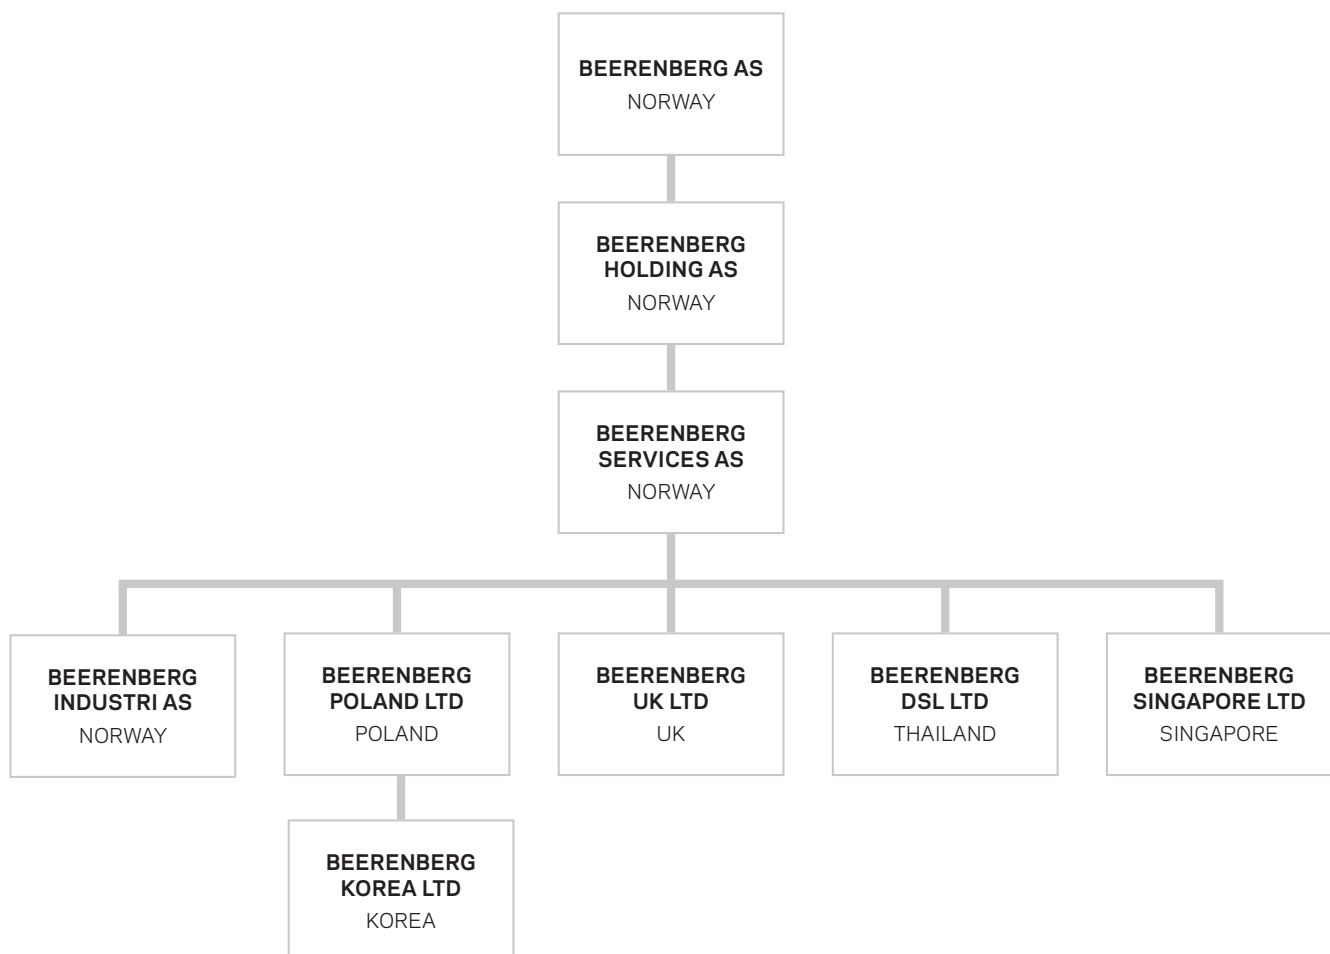 BEERENBERG AS
NORWAY
BEERENBERG
HOLDING AS
NORWAY
BEERENBERG
SERVICES AS
NORWAY
BEERENBERG
INDUSTRI AS
NORWAY
BEERENBERG
POLAND LTD
POLAND
BEERENBERG
UK LTD
UK
BEERENBERG
DSL LTD
THAILAND
BEERENBERG
SINGAPORE LTD
SINGAPORE
BEERENBERG
KOREA LTD
KOREA